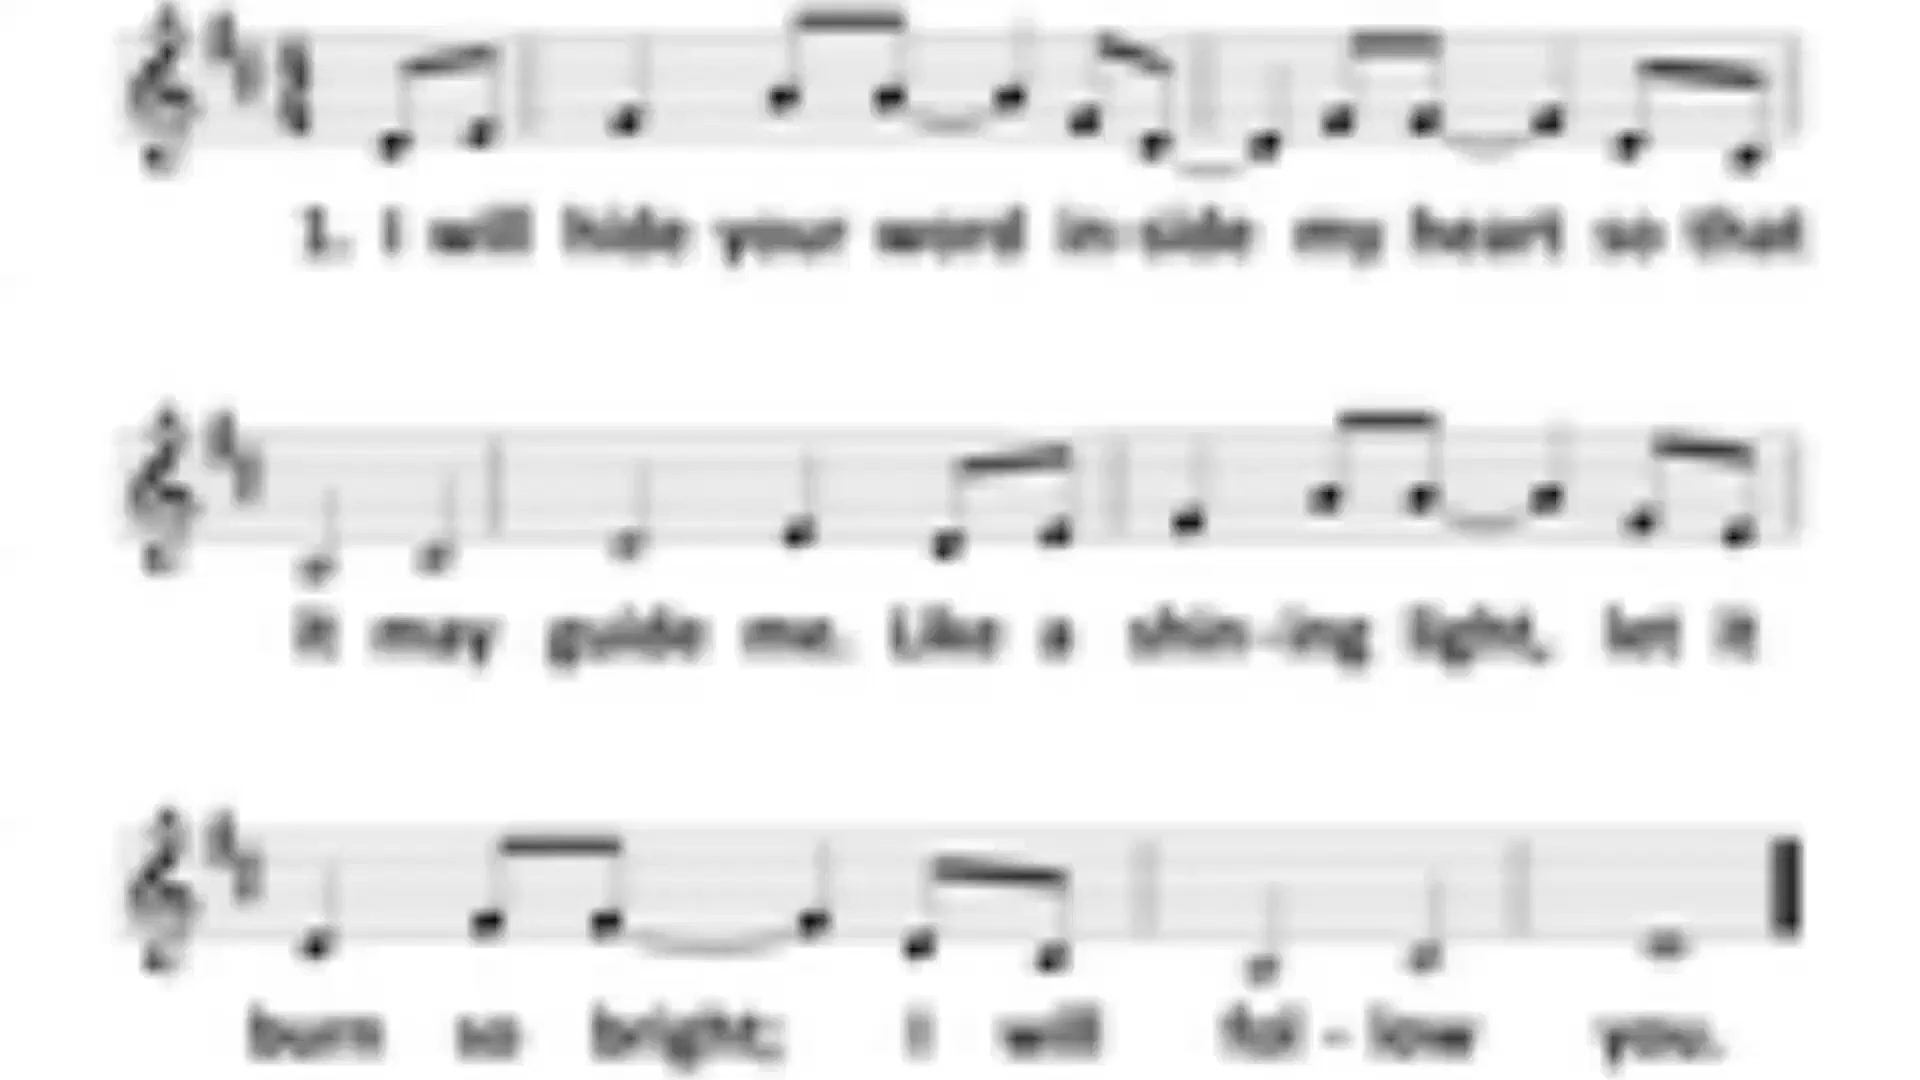 1. I will hide your word in-side my heart so that
it may guide me. Like a shin-ing light, let it
burn so bright; I will fol-low you.